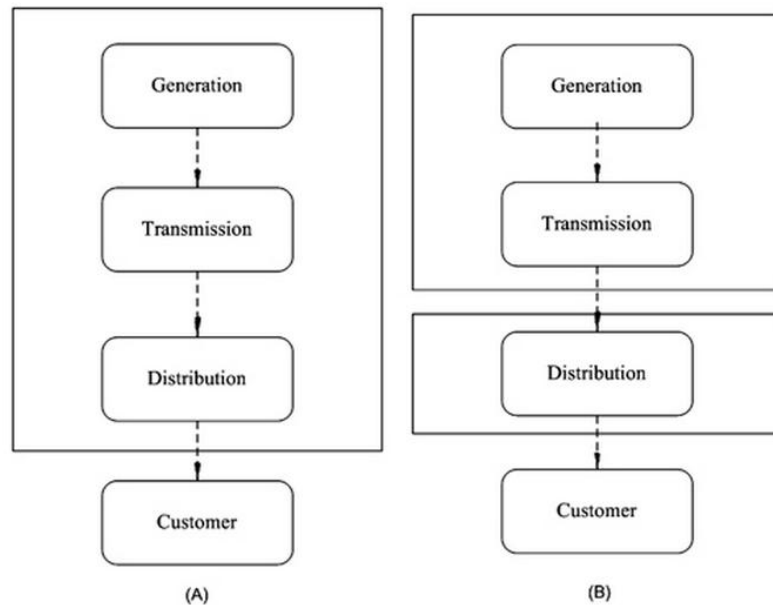 Generation
Transmission
Distribution
Customer
(A)
Generation
Transmission
Distribution
Customer
(B)